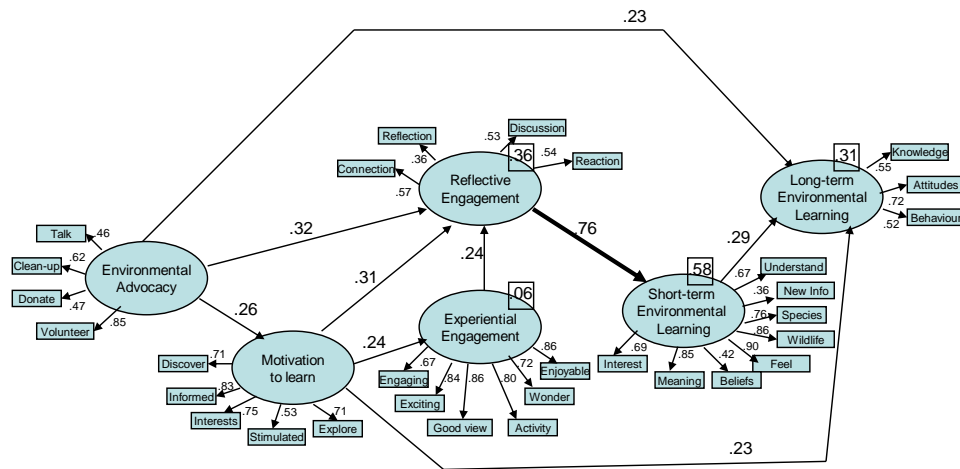 .23
Reflection
.53
Discussion
.36
.36
.54
Reaction
Connection
.57
Reflective
Engagement
.31
Knowledge
.55
Long-term
Environmental
Learning
Attitudes
.72
Behaviour
.52
.32
.76
Talk
.46
Clean-up
.62
Donate
.47
Volunteer
.85
Environmental
Advocacy
.31
.24
.29
.26
.58
.67
Understand
.36
New Info
.76
Species
.86
Wildlife
.90
Feel
Short-term
Environmental
Learning
Interest
.69
Meaning
.85
Beliefs
.42
.06
Experiential
Engagement
.24
Engaging
.67
Exciting
.84
Good view
.86
Activity
.80
Wonder
.72
Enjoyable
.86
Motivation
to learn
Discover
.71
Informed
.83
Interests
.75
Stimulated
.53
Explore
.71
.23